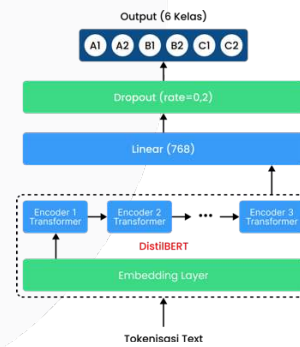 Output (6 Kelas)
A1 A2 B1 B2 C1 C2
Dropout (rate=0,2)
Linear (768)
Encoder 1 Transformer
Encoder 2 Transformer
...
Encoder 3 Transformer
DistilBERT
Embedding Layer
Tokenisasi Text